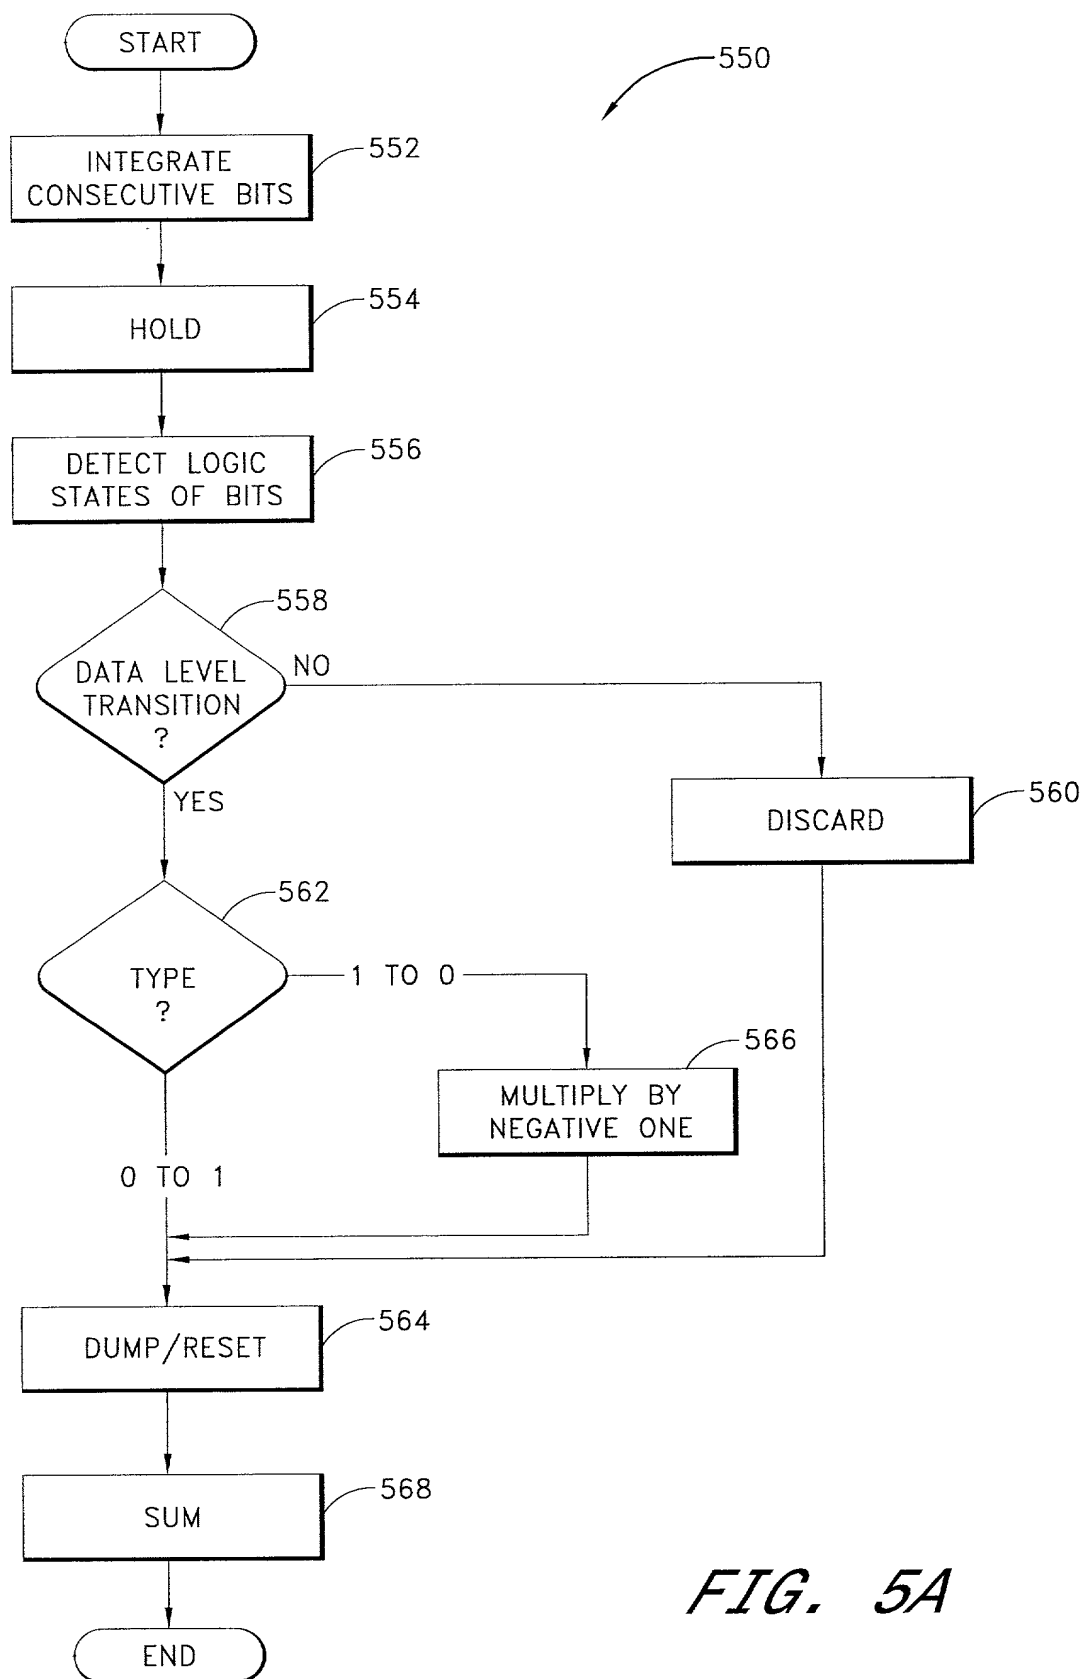 START
550
552
INTEGRATE
CONSECUTIVE BITS
554
HOLD
556
DETECT LOGIC
STATES OF BITS
558
DATA LEVEL
TRANSITION
?
NO
YES
560
DISCARD
562
TYPE
?
1 TO 0
566
MULTIPLY BY
NEGATIVE ONE
0 TO 1
564
DUMP/RESET
568
SUM
END
FIG. 5A